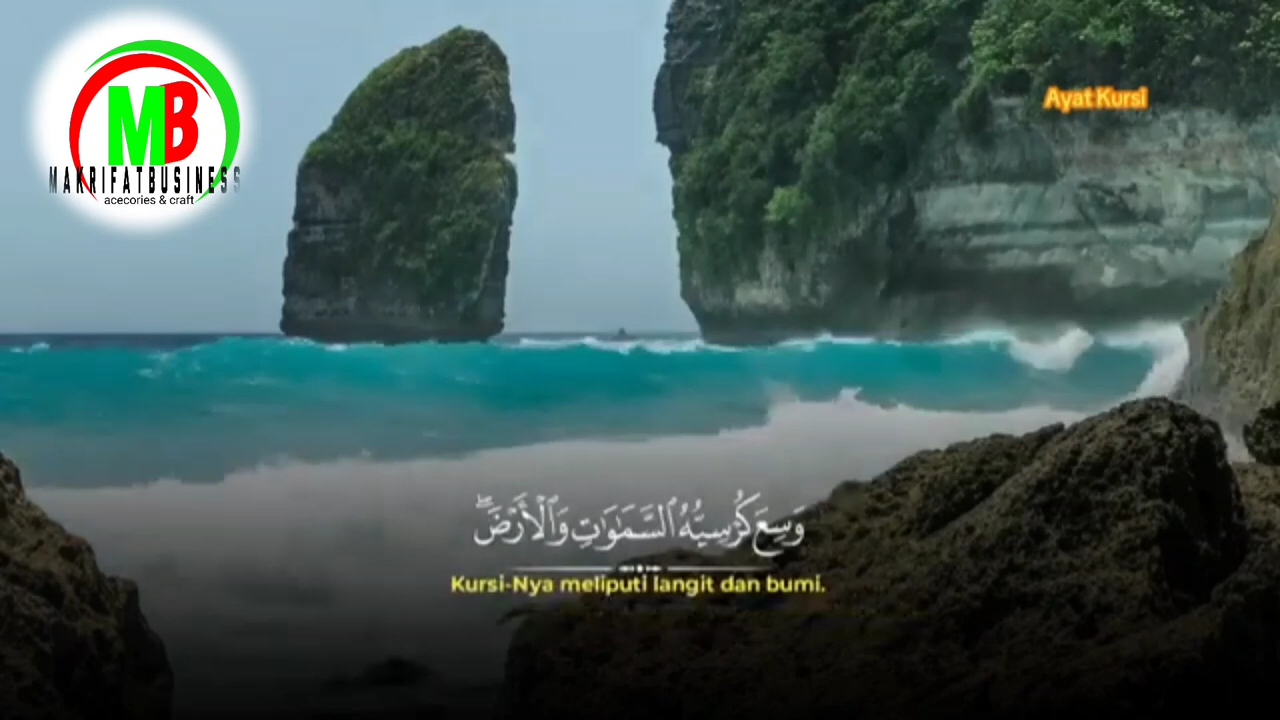 MB
MAKRIFATBUSINESS
acecories & craft
Ayat Kursi
وَسِعَ كُرْسِيُّهُ ٱلسَّمَـٰوَٰتِ وَٱلْأَرْضَ ۖ
Kursi-Nya meliputi langit dan bumi.